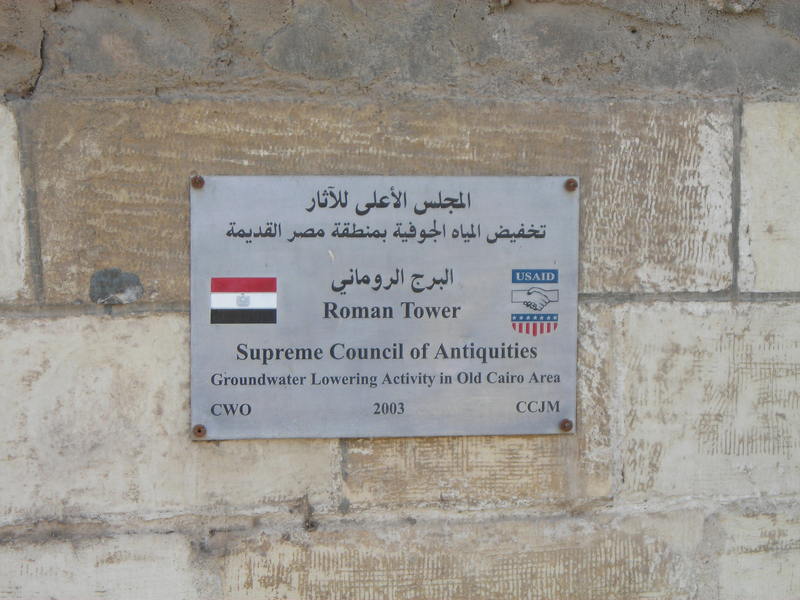 المجلس الأعلى للآثار
تخفيض المياه الجوفية بمنطقة مصر القديمة
البرج الروماني
Roman Tower
USAID
Supreme Council of Antiquities
Groundwater Lowering Activity in Old Cairo Area
CWO 2003 CCJM